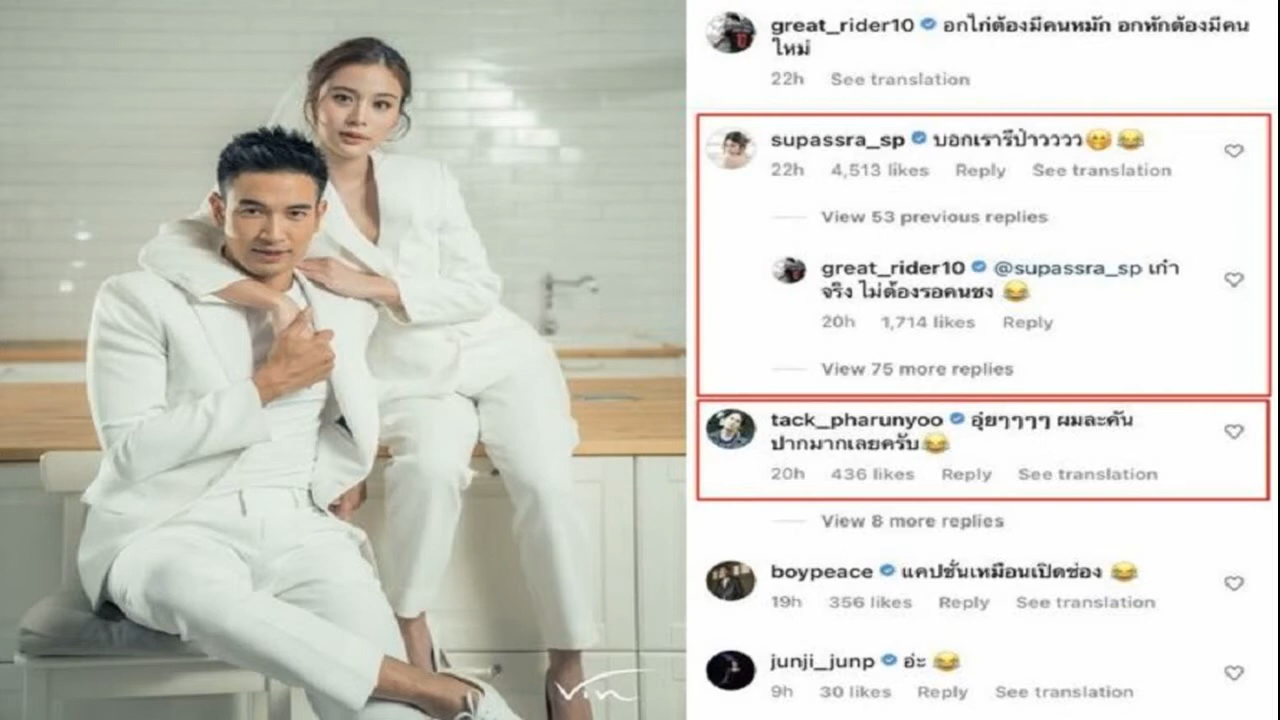 great_rider10 อกไก่ต้องมีคนหมัก อกหักต้องมีคน
ใหม่
22h See translation
supassra_sp บอกเรารึป่าวววว🤭😂
22h 4,513 likes Reply See translation
View 53 previous replies
great_rider10 @supassra_sp เก๋า
จริง ไม่ต้องรอคนชง 😂
20h 1,714 likes Reply
View 75 more replies
tack_pharunyoo อุ๋ยๆๆๆๆ ผมละคัน
ปากมากเลยครับ😂
20h 436 likes Reply See translation
View 8 more replies
boypeace แคปชั่นเหมือนเปิดช่อง 😂
19h 356 likes Reply See translation
junji_junp อ่ะ 😂
9h 30 likes Reply See translation
Vin